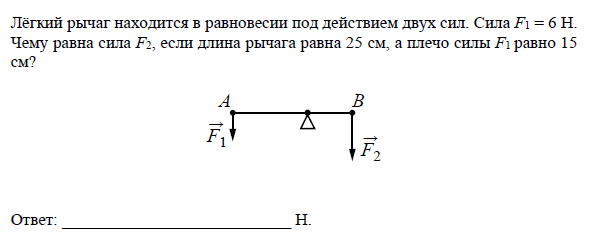 Лёгкий рычаг находится в равновесии под действием двух сил. Сила F1 = 6 Н.
Чему равна сила F2, если длина рычага равна 25 см, а плечо силы F1 равно 15
см?
A B
F1 F2
Ответ: ____________________________ Н.